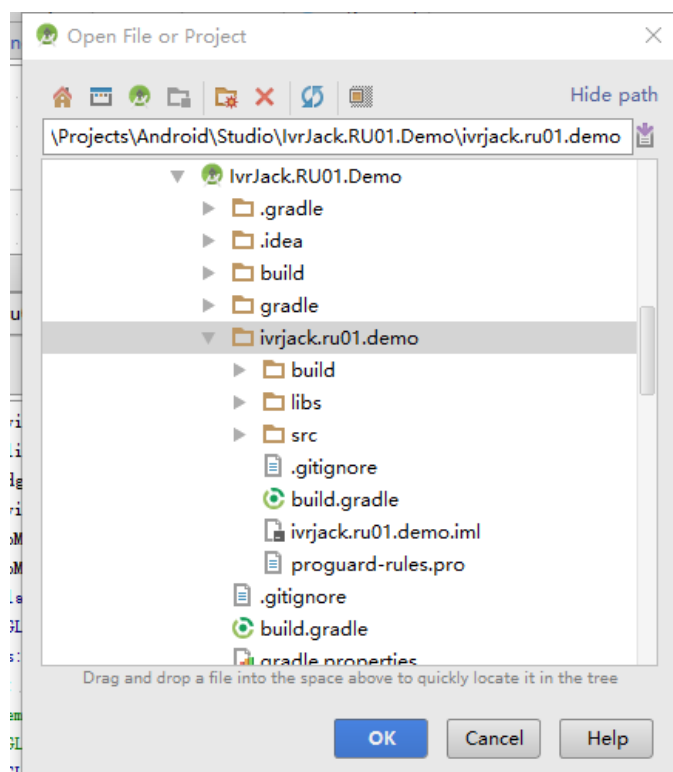 Open File or Project
Hide path
\Projects\Android\Studio\IvrJack.RU01.Demo\ivrjack.ru01.demo
IvrJack.RU01.Demo
.gradle
.idea
build
gradle
ivrjack.ru01.demo
build
libs
src
.gitignore
build.gradle
ivrjack.ru01.demo.iml
proguard-rules.pro
.gitignore
build.gradle
gradle.properties
Drag and drop a file into the space above to quickly locate it in the tree
OK Cancel Help